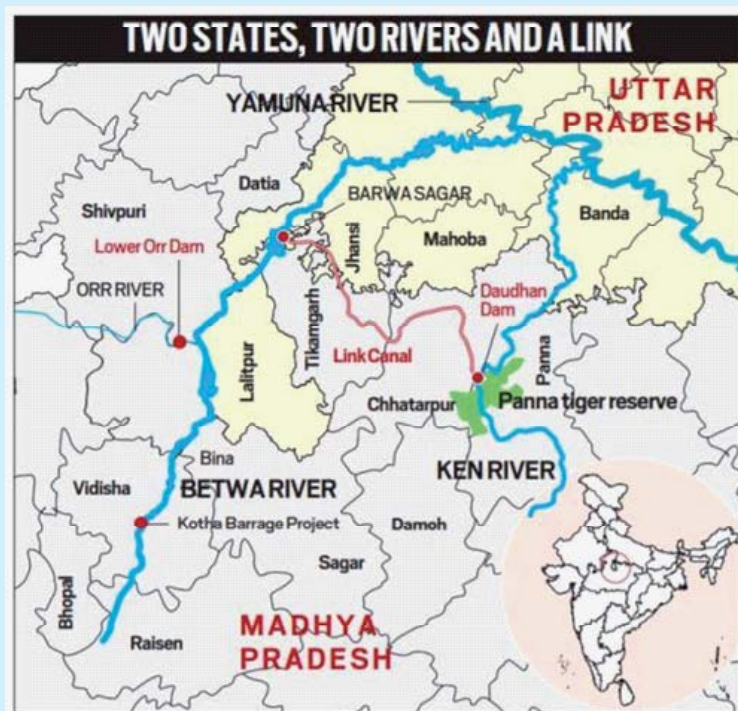 TWO STATES, TWO RIVERS AND A LINK
YAMUNA RIVER
UTTAR
PRADESH
Datia
BARWA SAGAR
Shivpuri
Banda
Lower Orr Dam
Jhansi
Mahoba
ORR RIVER
Daudhan
Dam
Tikamgarh
Link Canal
Lalitpur
Panna
Chhatarpur
Panna tiger reserve
Bina
KEN RIVER
Vidisha
BETWA RIVER
Kotha Barrage Project
Damoh
Sagar
Bhopal
Raisen
MADHYA
PRADESH